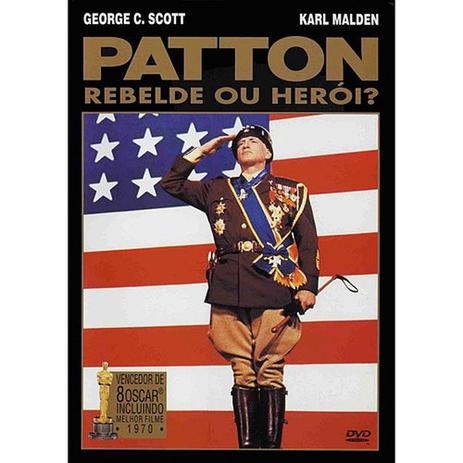 GEORGE C. SCOTT KARL MALDEN
PATTON
REBELDE OU HERÓI?
VENCEDOR DE
8 OSCAR®
INCLUINDO
MELHOR FILME
- 1970 -
DVD